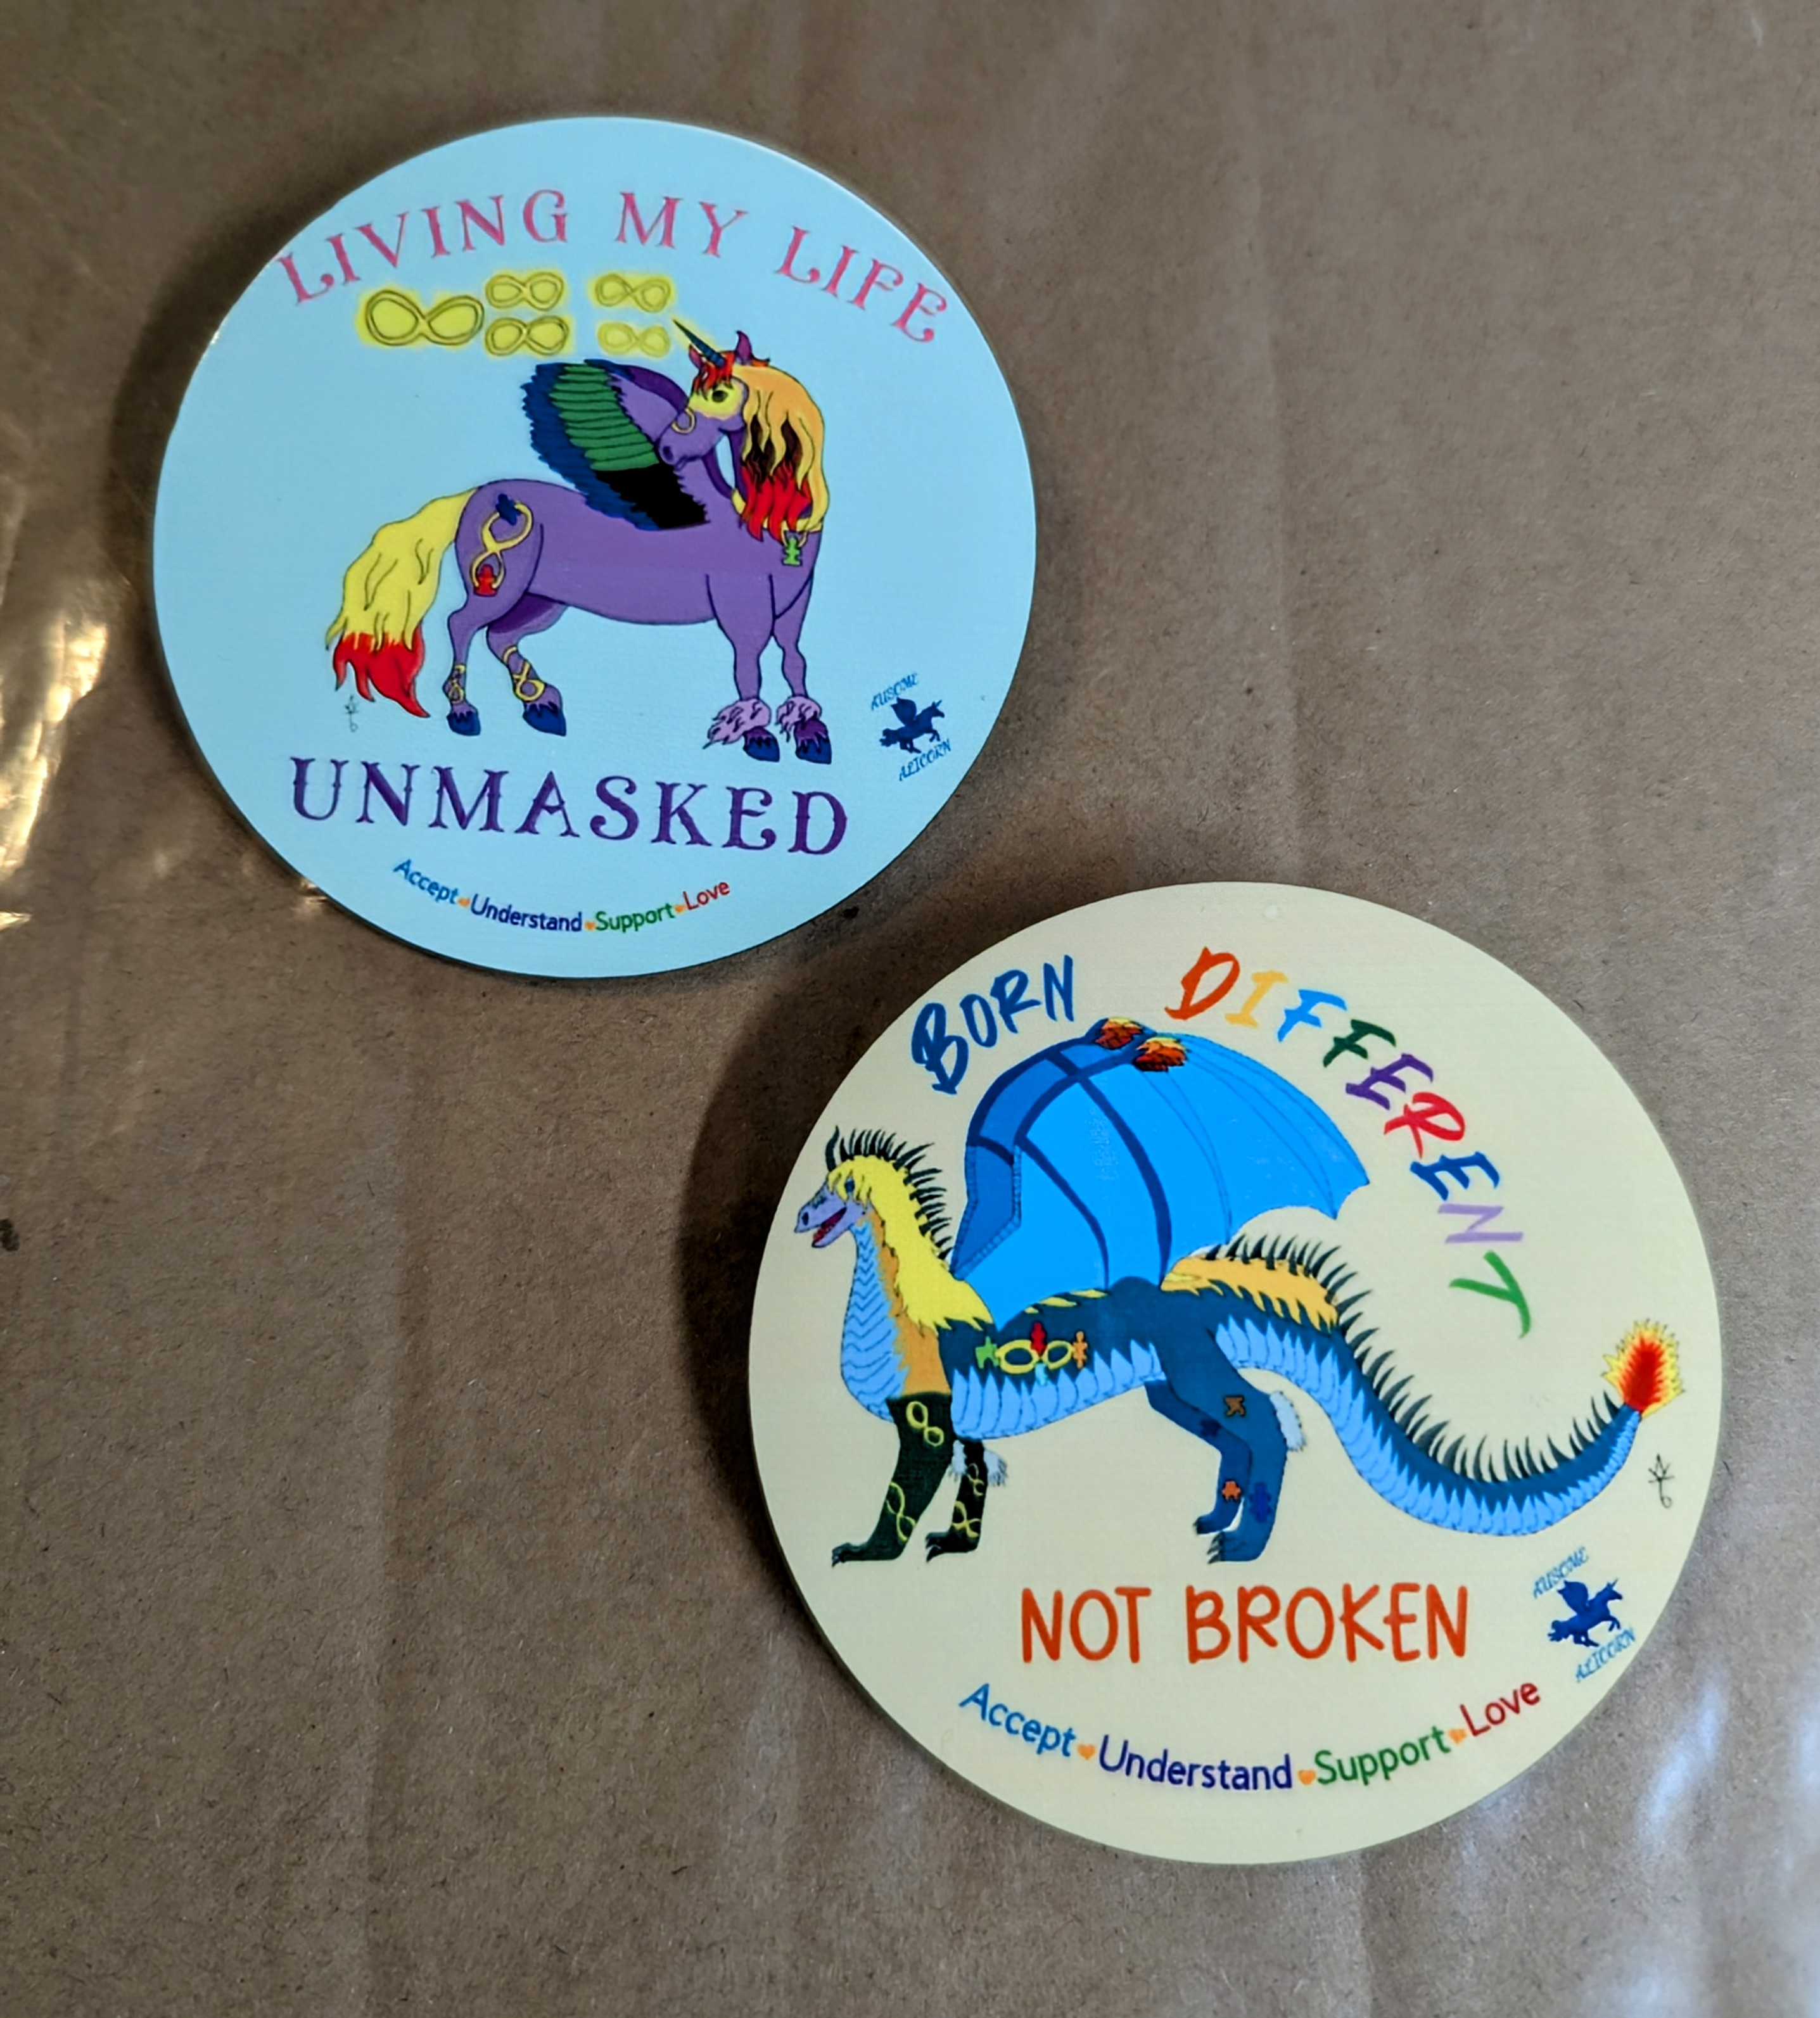 LIVING MY LIFE
UNMASKED
Accept Understand Support Love
AUSOME
ALICORN
BORN DIFFERENT
NOT BROKEN
Accept Understand Support Love
AUSOME
ALICORN